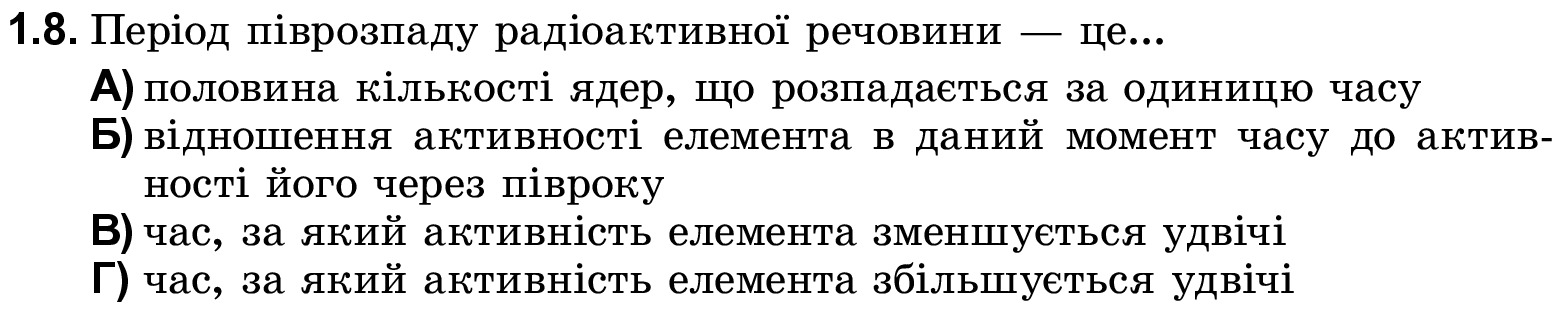 1.8. Період піврозпаду радіоактивної речовини — це...
А) половина кількості ядер, що розпадається за одиницю часу
Б) відношення активності елемента в даний момент часу до актив-
ності його через півроку
В) час, за який активність елемента зменшується удвічі
Г) час, за який активність елемента збільшується удвічі